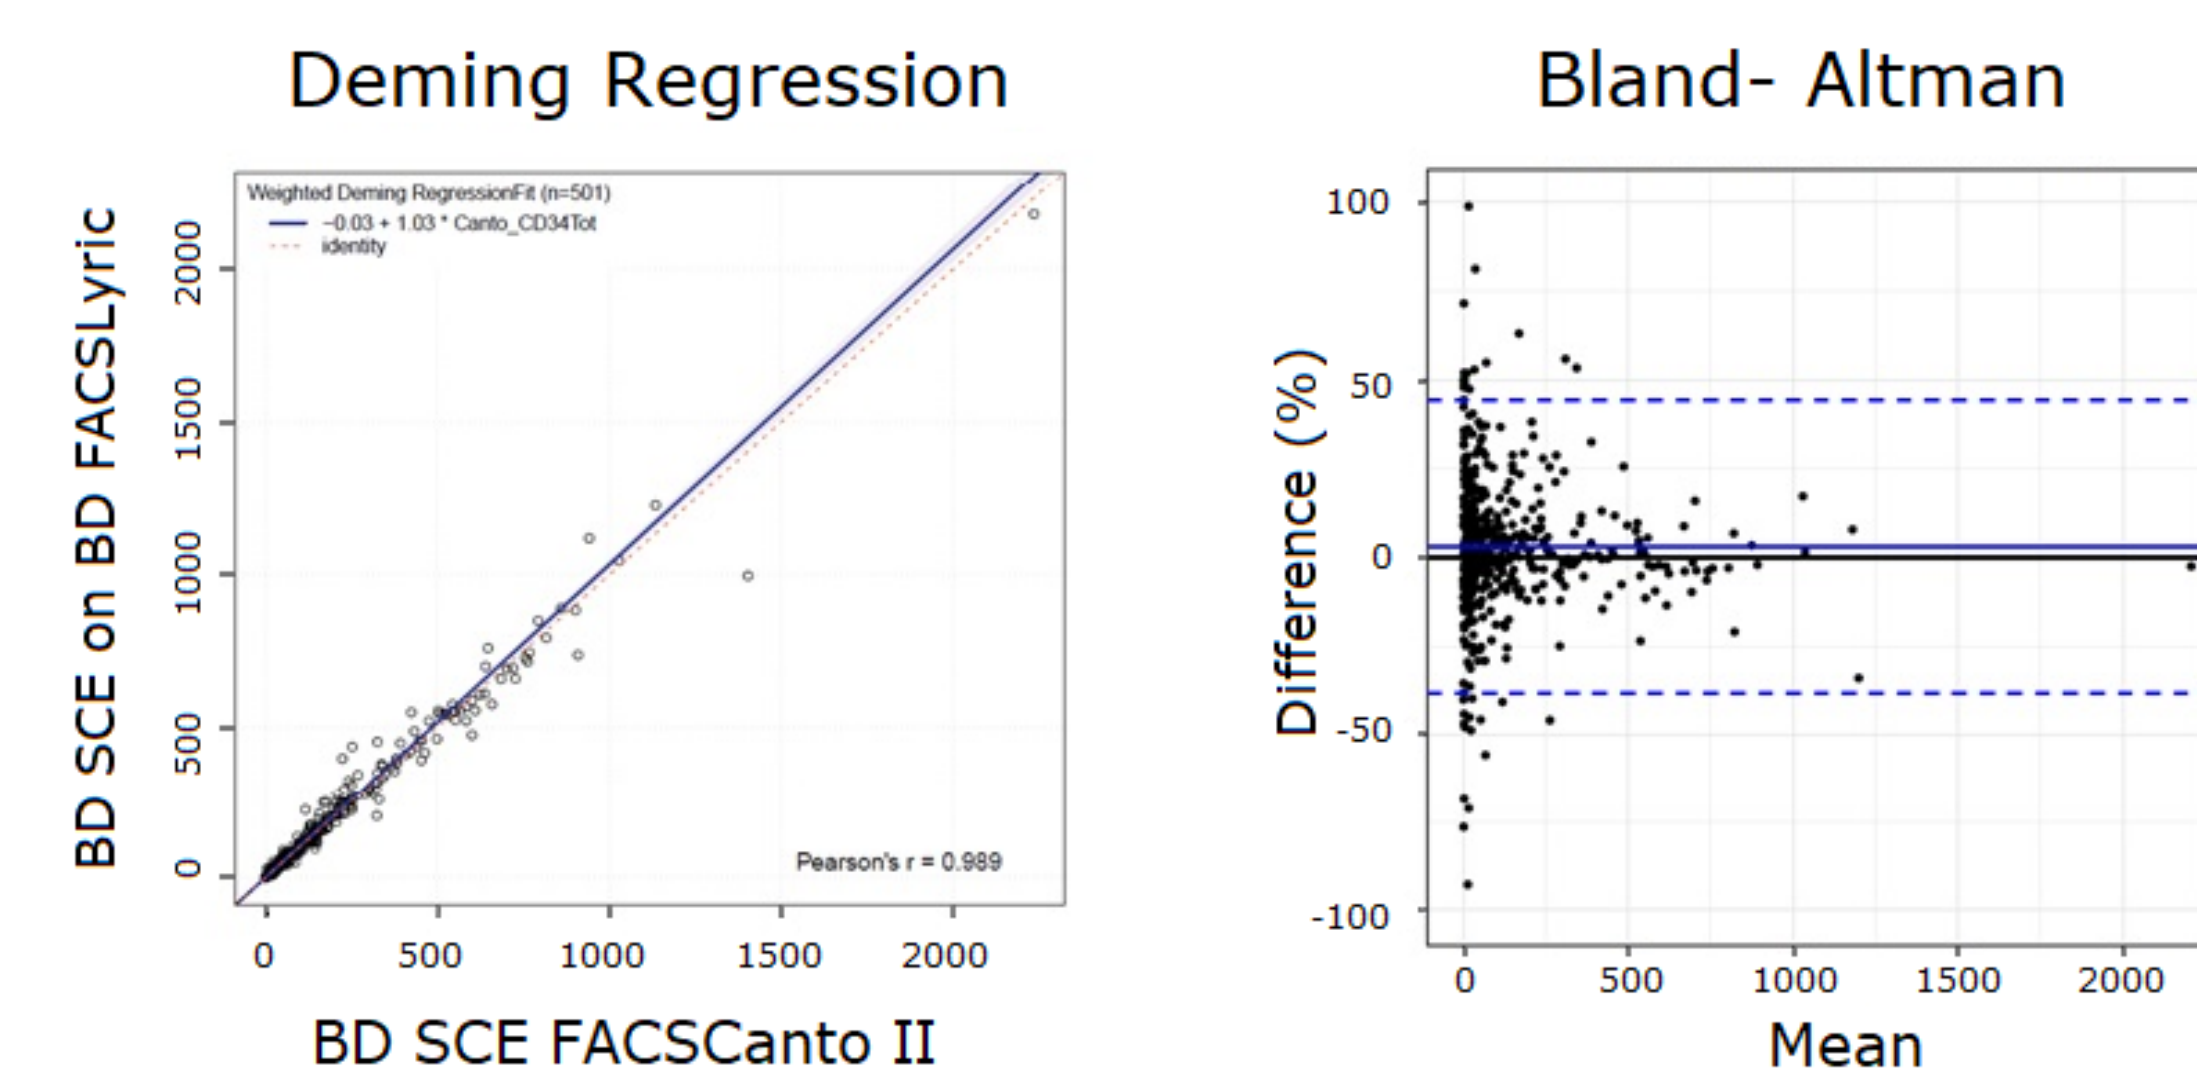 Deming Regression
BD SCE on BD FACSLyric
2000
1500
1000
500
0
Weighted Deming RegressionFit (n=501)
−0.03 + 1.03 * Canto_CD34Tot
identity
Pearson's r = 0.989
0 500 1000 1500 2000
BD SCE FACSCanto II
Bland- Altman
Difference (%)
100
50
0
-50
-100
0 500 1000 1500 2000
Mean